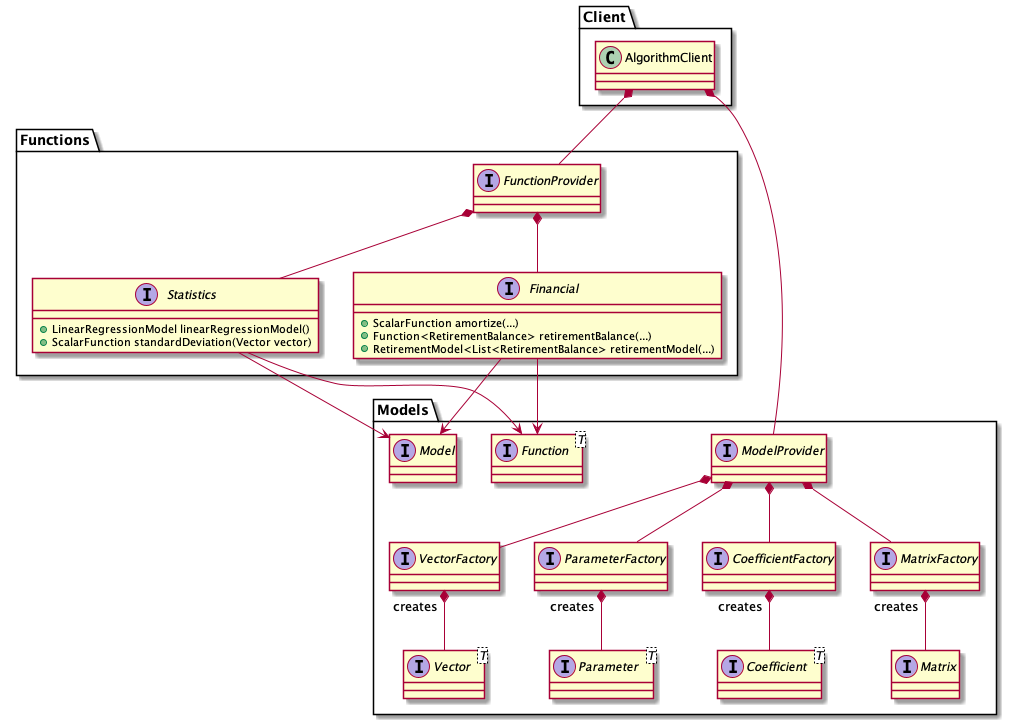 Client
C AlgorithmClient
Functions
I FunctionProvider
I Statistics
LinearRegressionModel linearRegressionModel()
ScalarFunction standardDeviation(Vector vector)
I Financial
ScalarFunction amortize(...)
Function<RetirementBalance> retirementBalance(...)
RetirementModel<List<RetirementBalance> retirementModel(...)
Models
I Model
I Function T
I ModelProvider
I VectorFactory
I ParameterFactory
I CoefficientFactory
I MatrixFactory
creates
creates
creates
creates
I Vector T
I Parameter T
I Coefficient T
I Matrix